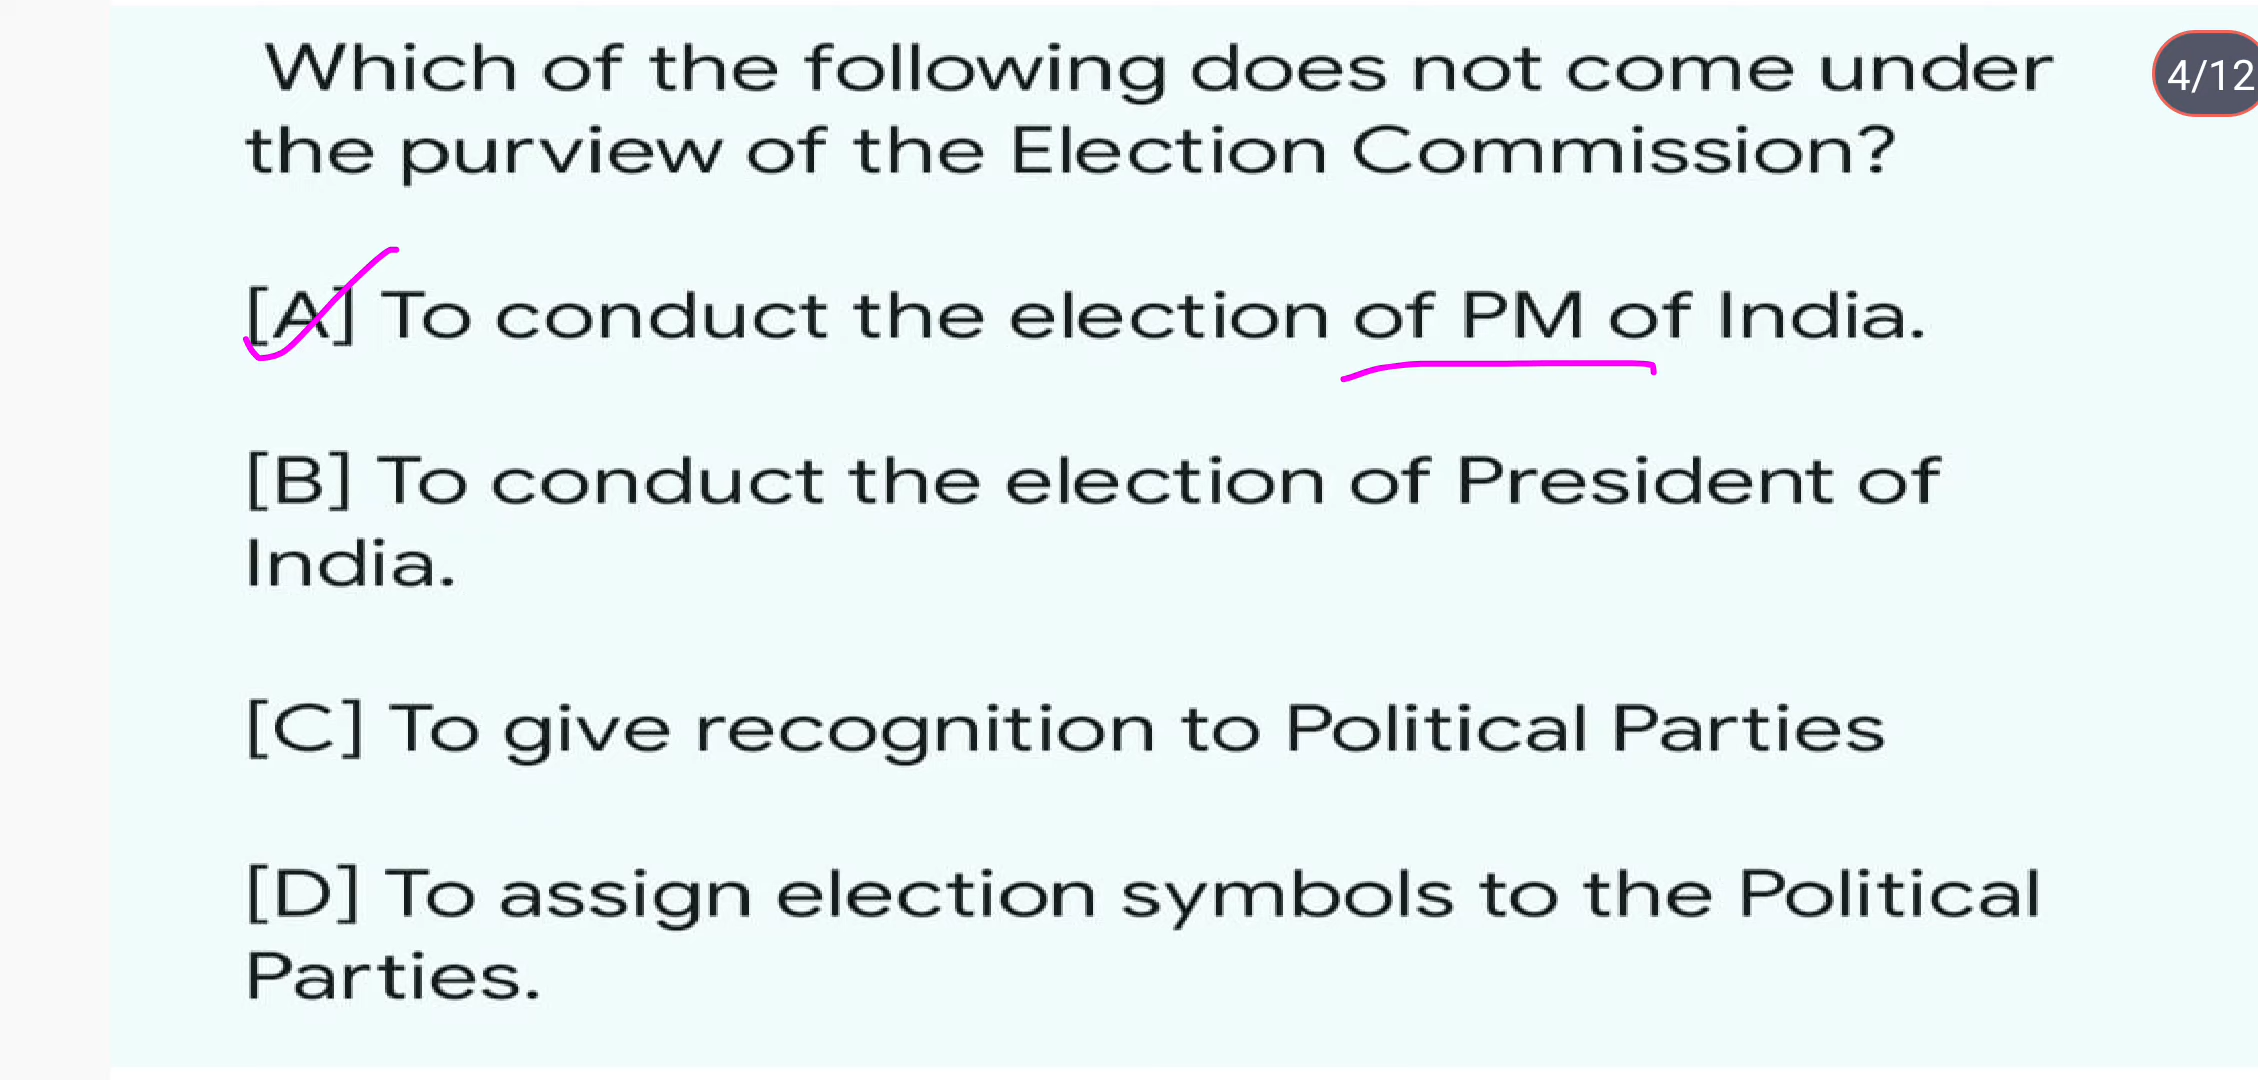 Which of the following does not come under
4/12
the purview of the Election Commission?
[A] To conduct the election of PM of India.
[B] To conduct the election of President of
India.
[C] To give recognition to Political Parties
[D] To assign election symbols to the Political
Parties.